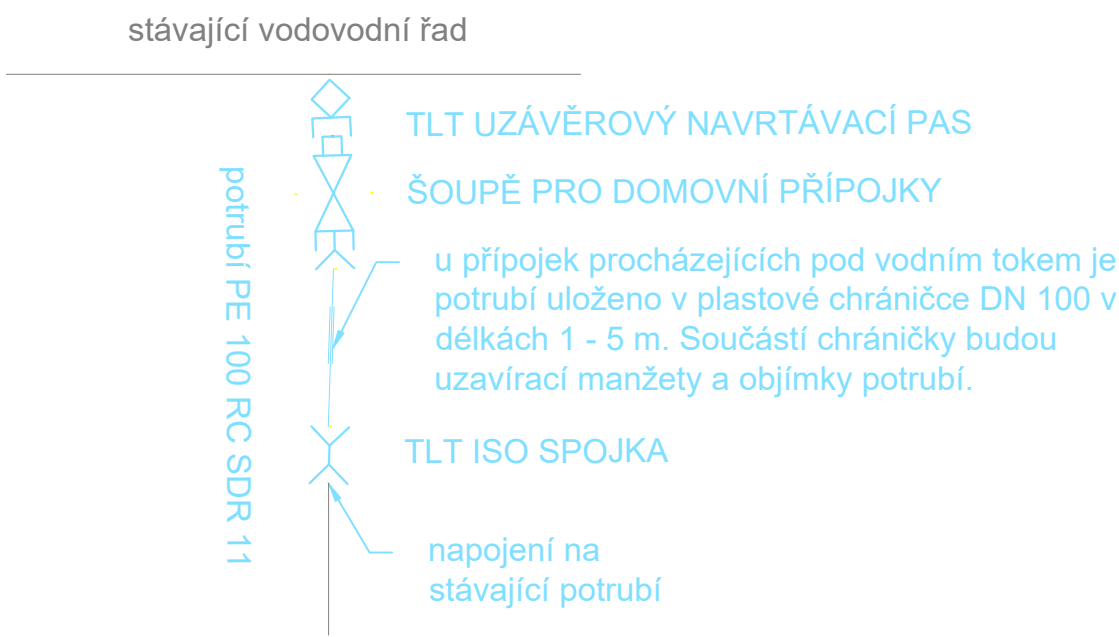 stávající vodovodní řad
TLT UZÁVĚROVÝ NAVRTÁVACÍ PAS
ŠOUPĚ PRO DOMOVNÍ PŘÍPOJKY
potrubí PE 100 RC SDR 11
u přípojek procházejících pod vodním tokem je
potrubí uloženo v plastové chráničce DN 100 v
délkách 1 - 5 m. Součástí chráničky budou
uzavírací manžety a objímky potrubí.
TLT ISO SPOJKA
napojení na
stávající potrubí